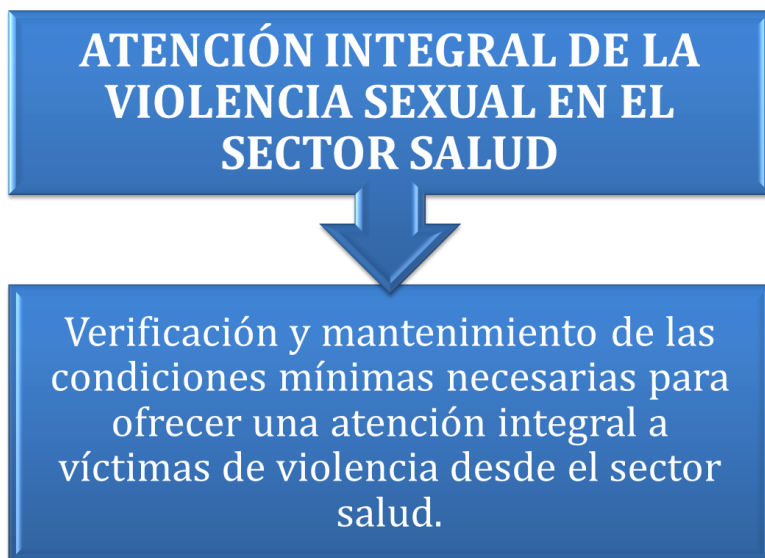 ATENCIÓN INTEGRAL DE LA
VIOLENCIA SEXUAL EN EL
SECTOR SALUD
Verificación y mantenimiento de las
condiciones mínimas necesarias para
ofrecer una atención integral a
víctimas de violencia desde el sector
salud.